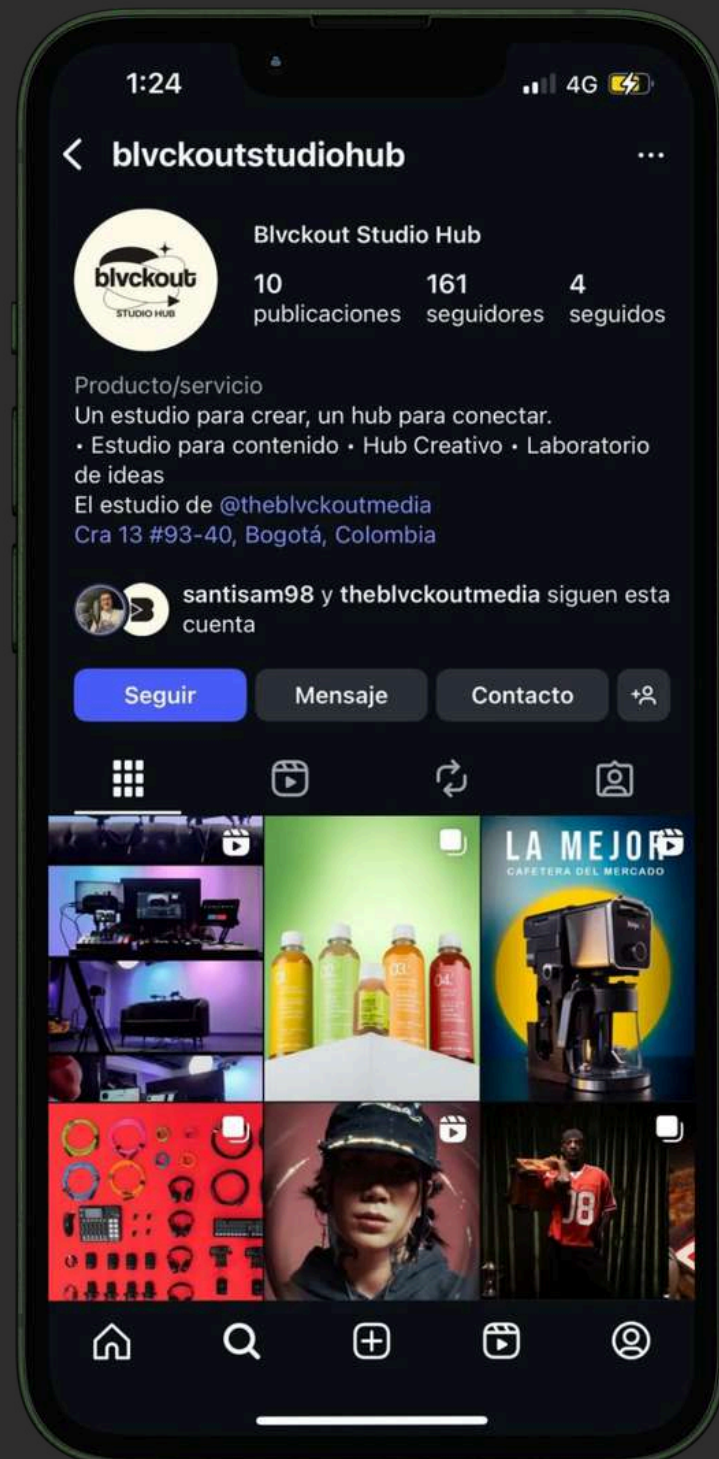 1:24
4G
blvckoutstudiohub
blvckout
STUDIO HUB
Blvckout Studio Hub
10
161
4
publicaciones
seguidores
seguidos
Producto/servicio
Un estudio para crear, un hub para conectar.
• Estudio para contenido • Hub Creativo • Laboratorio
de ideas
El estudio de @theblvckoutmedia
Cra 13 #93-40, Bogotá, Colombia
santisam98 y theblvckoutmedia siguen esta
cuenta
Seguir
Mensaje
Contacto
LA MEJOR
CAFETERA DEL MERCADO
03.
04.
08